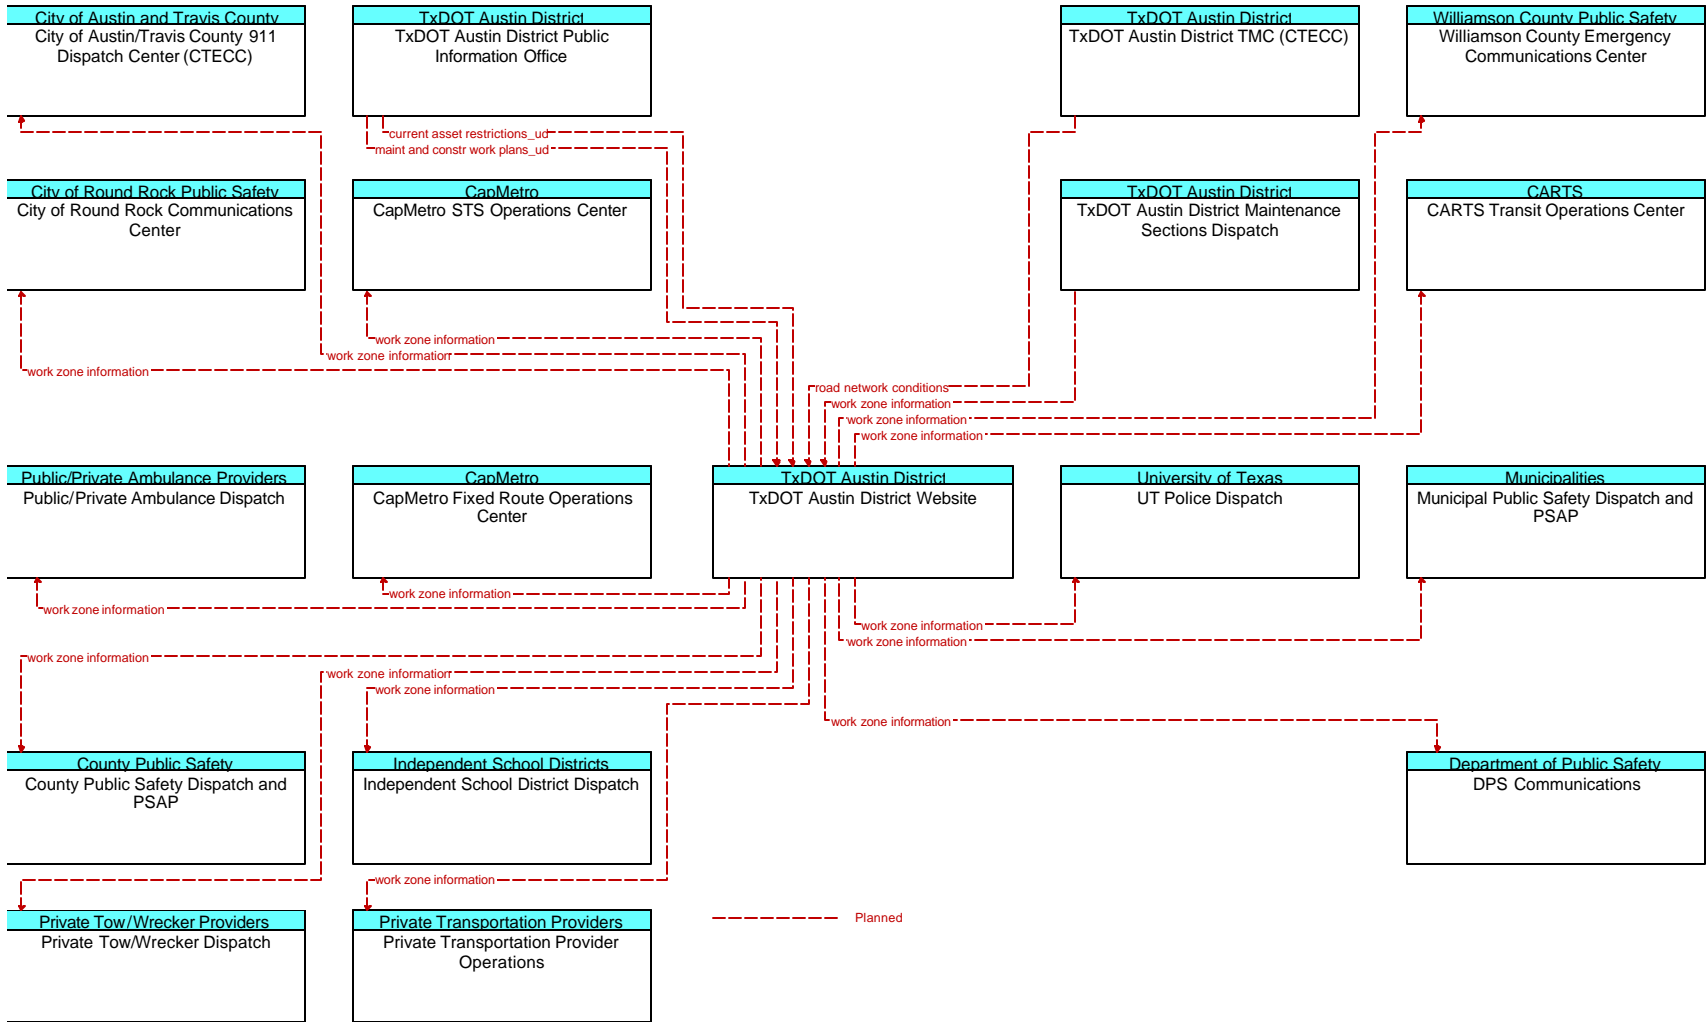 City of Austin and Travis County
City of Austin/Travis County 911
Dispatch Center (CTECC)
TxDOT Austin District
TxDOT Austin District Public
Information Office
TxDOT Austin District
TxDOT Austin District TMC (CTECC)
Williamson County Public Safety
Williamson County Emergency
Communications Center
current asset restrictions_ud
maint and constr work plans_ud
City of Round Rock Public Safety
City of Round Rock Communications
Center
CapMetro
CapMetro STS Operations Center
TxDOT Austin District
TxDOT Austin District Maintenance
Sections Dispatch
CARTS
CARTS Transit Operations Center
work zone information
work zone information
work zone information
road network conditions
work zone information
work zone information
work zone information
Public/Private Ambulance Providers
Public/Private Ambulance Dispatch
CapMetro
CapMetro Fixed Route Operations
Center
TxDOT Austin District
TxDOT Austin District Website
University of Texas
UT Police Dispatch
Municipalities
Municipal Public Safety Dispatch and
PSAP
work zone information
work zone information
work zone information
work zone information
work zone information
work zone information
work zone information
work zone information
County Public Safety
County Public Safety Dispatch and
PSAP
Independent School Districts
Independent School District Dispatch
Department of Public Safety
DPS Communications
work zone information
Private Tow/Wrecker Providers
Private Tow/Wrecker Dispatch
Private Transportation Providers
Private Transportation Provider
Operations
Planned